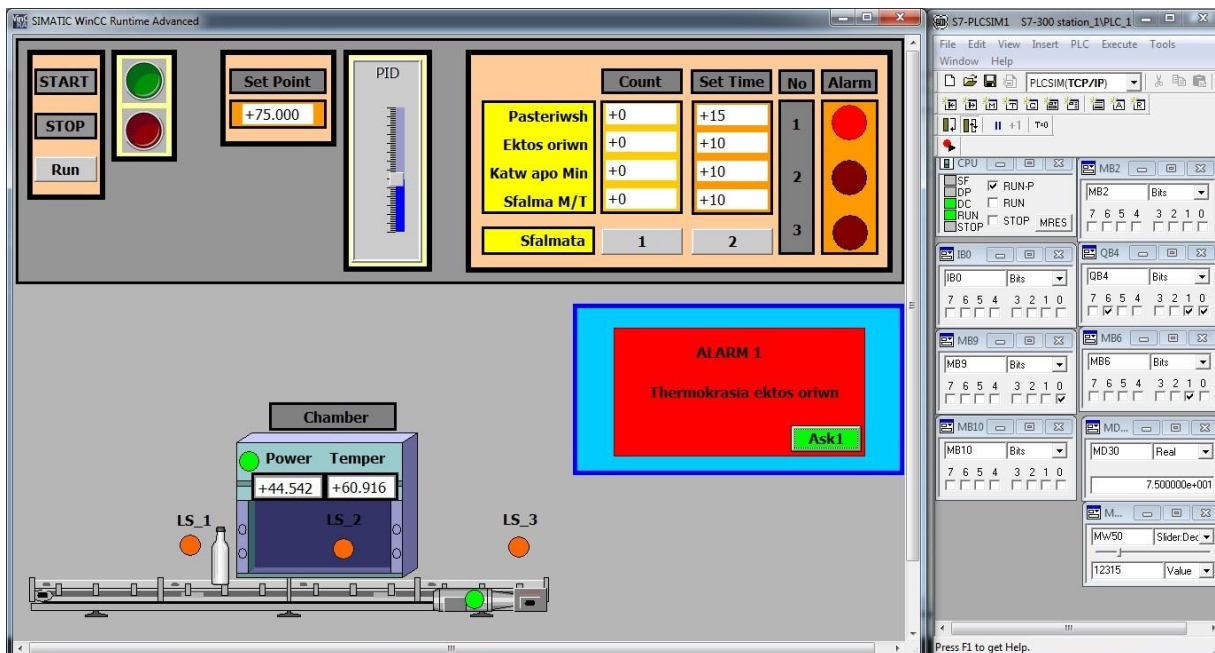 SIMATIC WinCC Runtime Advanced
START
STOP
Run
Set Point
+75.000
PID
Count Set Time No Alarm
Pasteriwsh +0 +15 1
Ektos oriwn +0 +10
Katw apo Min +0 +10 2
Sfalma M/T +0 +10
Sfalmata 1 2 3
ALARM 1
Thermokrasia ektos oriwn
Ask1
Chamber
Power Temper
+44.542 +60.916
LS_1 LS_2 LS_3
S7-PLCSIM1 S7-300 station_1\PLC_1
File Edit View Insert PLC Execute Tools
Window Help
PLCSIM(TCP/IP)
+1 T=0
CPU
SF
DP
DC
RUN
STOP
RUN-P
RUN
STOP MRES
MB2
MB2 Bits
7 6 5 4 3 2 1 0
IB0
IB0 Bits
7 6 5 4 3 2 1 0
QB4
QB4 Bits
7 6 5 4 3 2 1 0
MB9
MB9 Bits
7 6 5 4 3 2 1 0
MB6
MB6 Bits
7 6 5 4 3 2 1 0
MB10
MB10 Bits
7 6 5 4 3 2 1 0
MD...
MD30 Real
7.500000e+001
M...
MW50 Slider:Dec
12315 Value
Press F1 to get Help.